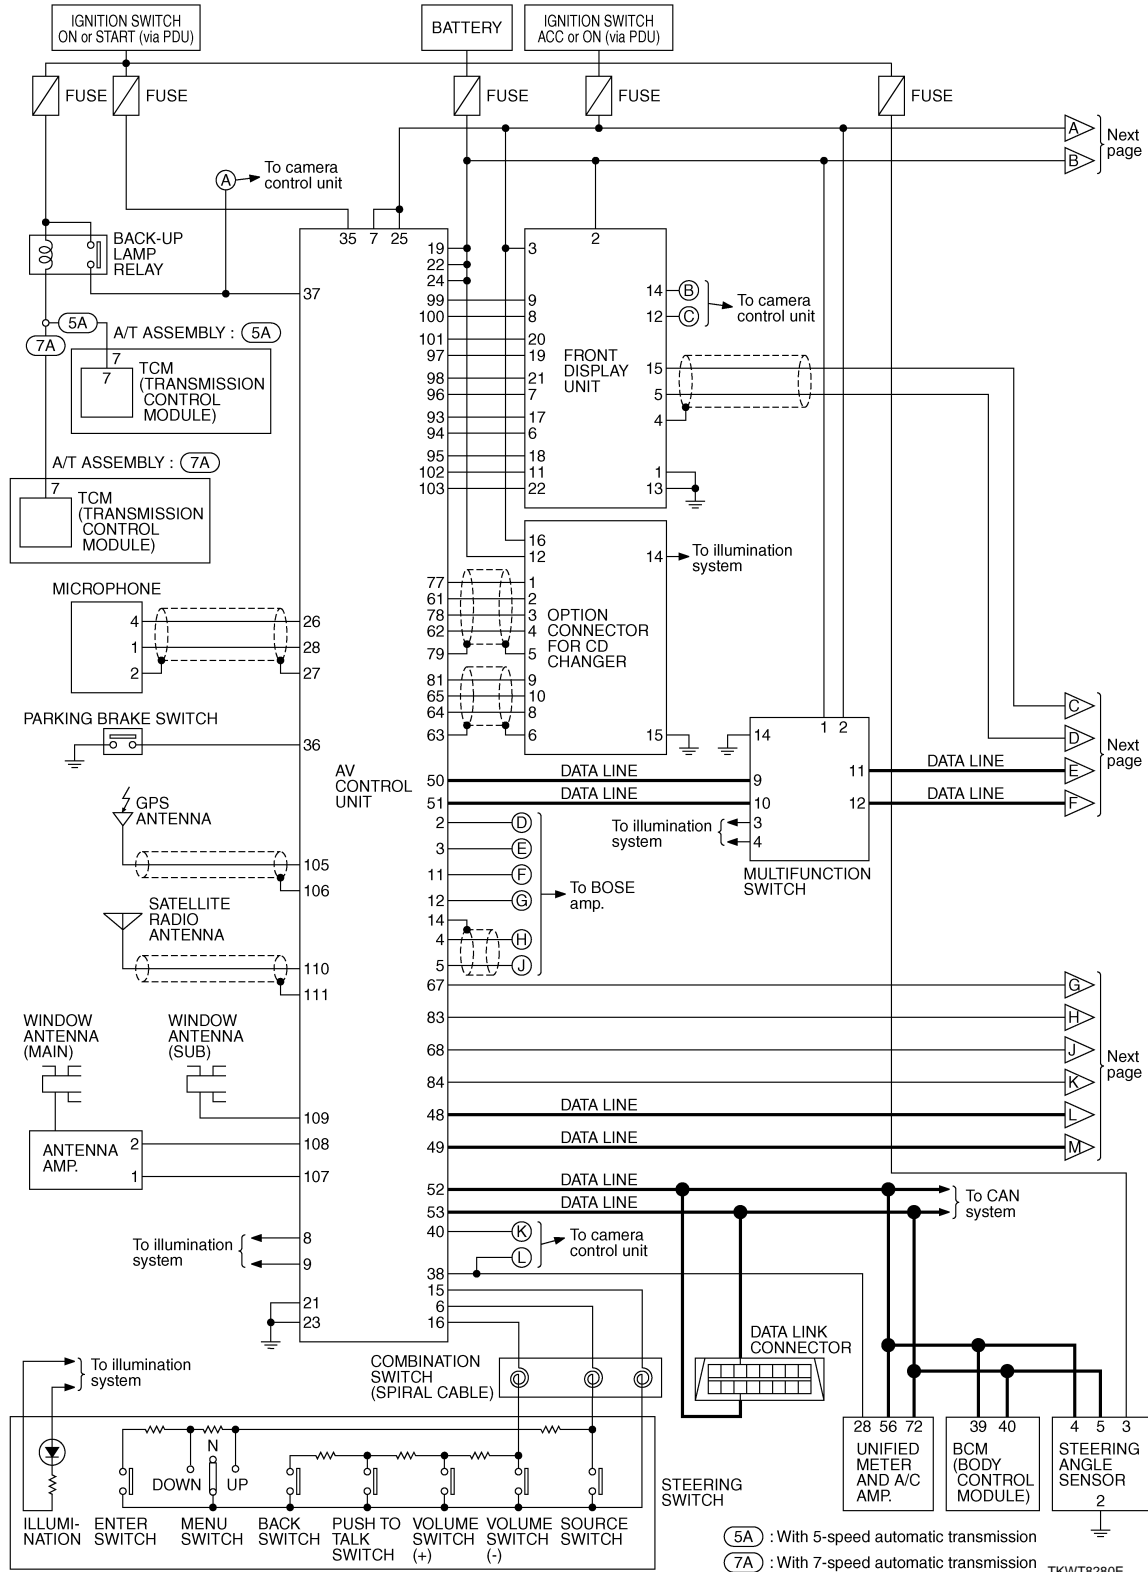 IGNITION SWITCH
ON or START (via PDU)
BATTERY
IGNITION SWITCH
ACC or ON (via PDU)
FUSE
FUSE
FUSE
FUSE
FUSE
A
B
Next
page
A
To camera
control unit
BACK-UP
LAMP
RELAY
35
7
25
37
5A
7A
A/T ASSEMBLY : 5A
7
7
TCM
(TRANSMISSION
CONTROL
MODULE)
A/T ASSEMBLY : 7A
7
TCM
(TRANSMISSION
CONTROL
MODULE)
MICROPHONE
4
1
2
26
28
27
PARKING BRAKE SWITCH
36
GPS
ANTENNA
105
106
SATELLITE
RADIO
ANTENNA
110
111
WINDOW
ANTENNA
(MAIN)
WINDOW
ANTENNA
(SUB)
109
ANTENNA
AMP.
2
1
108
107
To illumination
system
8
9
21
23
AV
CONTROL
UNIT
19
22
24
99
100
101
97
98
96
93
94
95
102
103
2
3
9
8
20
19
21
7
17
6
18
11
22
FRONT
DISPLAY
UNIT
14
12
15
5
4
1
13
B
C
To camera
control unit
77
61
78
62
79
81
65
64
63
16
12
1
2
3
4
5
9
10
8
6
OPTION
CONNECTOR
FOR CD
CHANGER
14
15
To illumination
system
C
D
E
F
Next
page
50
51
DATA LINE
DATA LINE
14
1
2
9
10
3
4
11
12
DATA LINE
DATA LINE
To illumination
system
MULTIFUNCTION
SWITCH
2
3
11
12
14
4
5
D
E
F
G
H
J
To BOSE
amp.
67
83
68
84
48
49
DATA LINE
DATA LINE
G
H
J
K
L
M
Next
page
52
53
DATA LINE
DATA LINE
To CAN
system
40
K
L
To camera
control unit
38
15
6
16
COMBINATION
SWITCH
(SPIRAL CABLE)
DATA LINK
CONNECTOR
28
56
72
UNIFIED
METER
AND A/C
AMP.
39
40
BCM
(BODY
CONTROL
MODULE)
4
5
3
STEERING
ANGLE
SENSOR
2
To illumination
system
N
DOWN
UP
STEERING
SWITCH
ILLUMI-
NATION
ENTER
SWITCH
MENU
SWITCH
BACK
SWITCH
PUSH TO
TALK
SWITCH
VOLUME
SWITCH
(+)
VOLUME
SWITCH
(-)
SOURCE
SWITCH
5A : With 5-speed automatic transmission
7A : With 7-speed automatic transmission
TKWT8280E